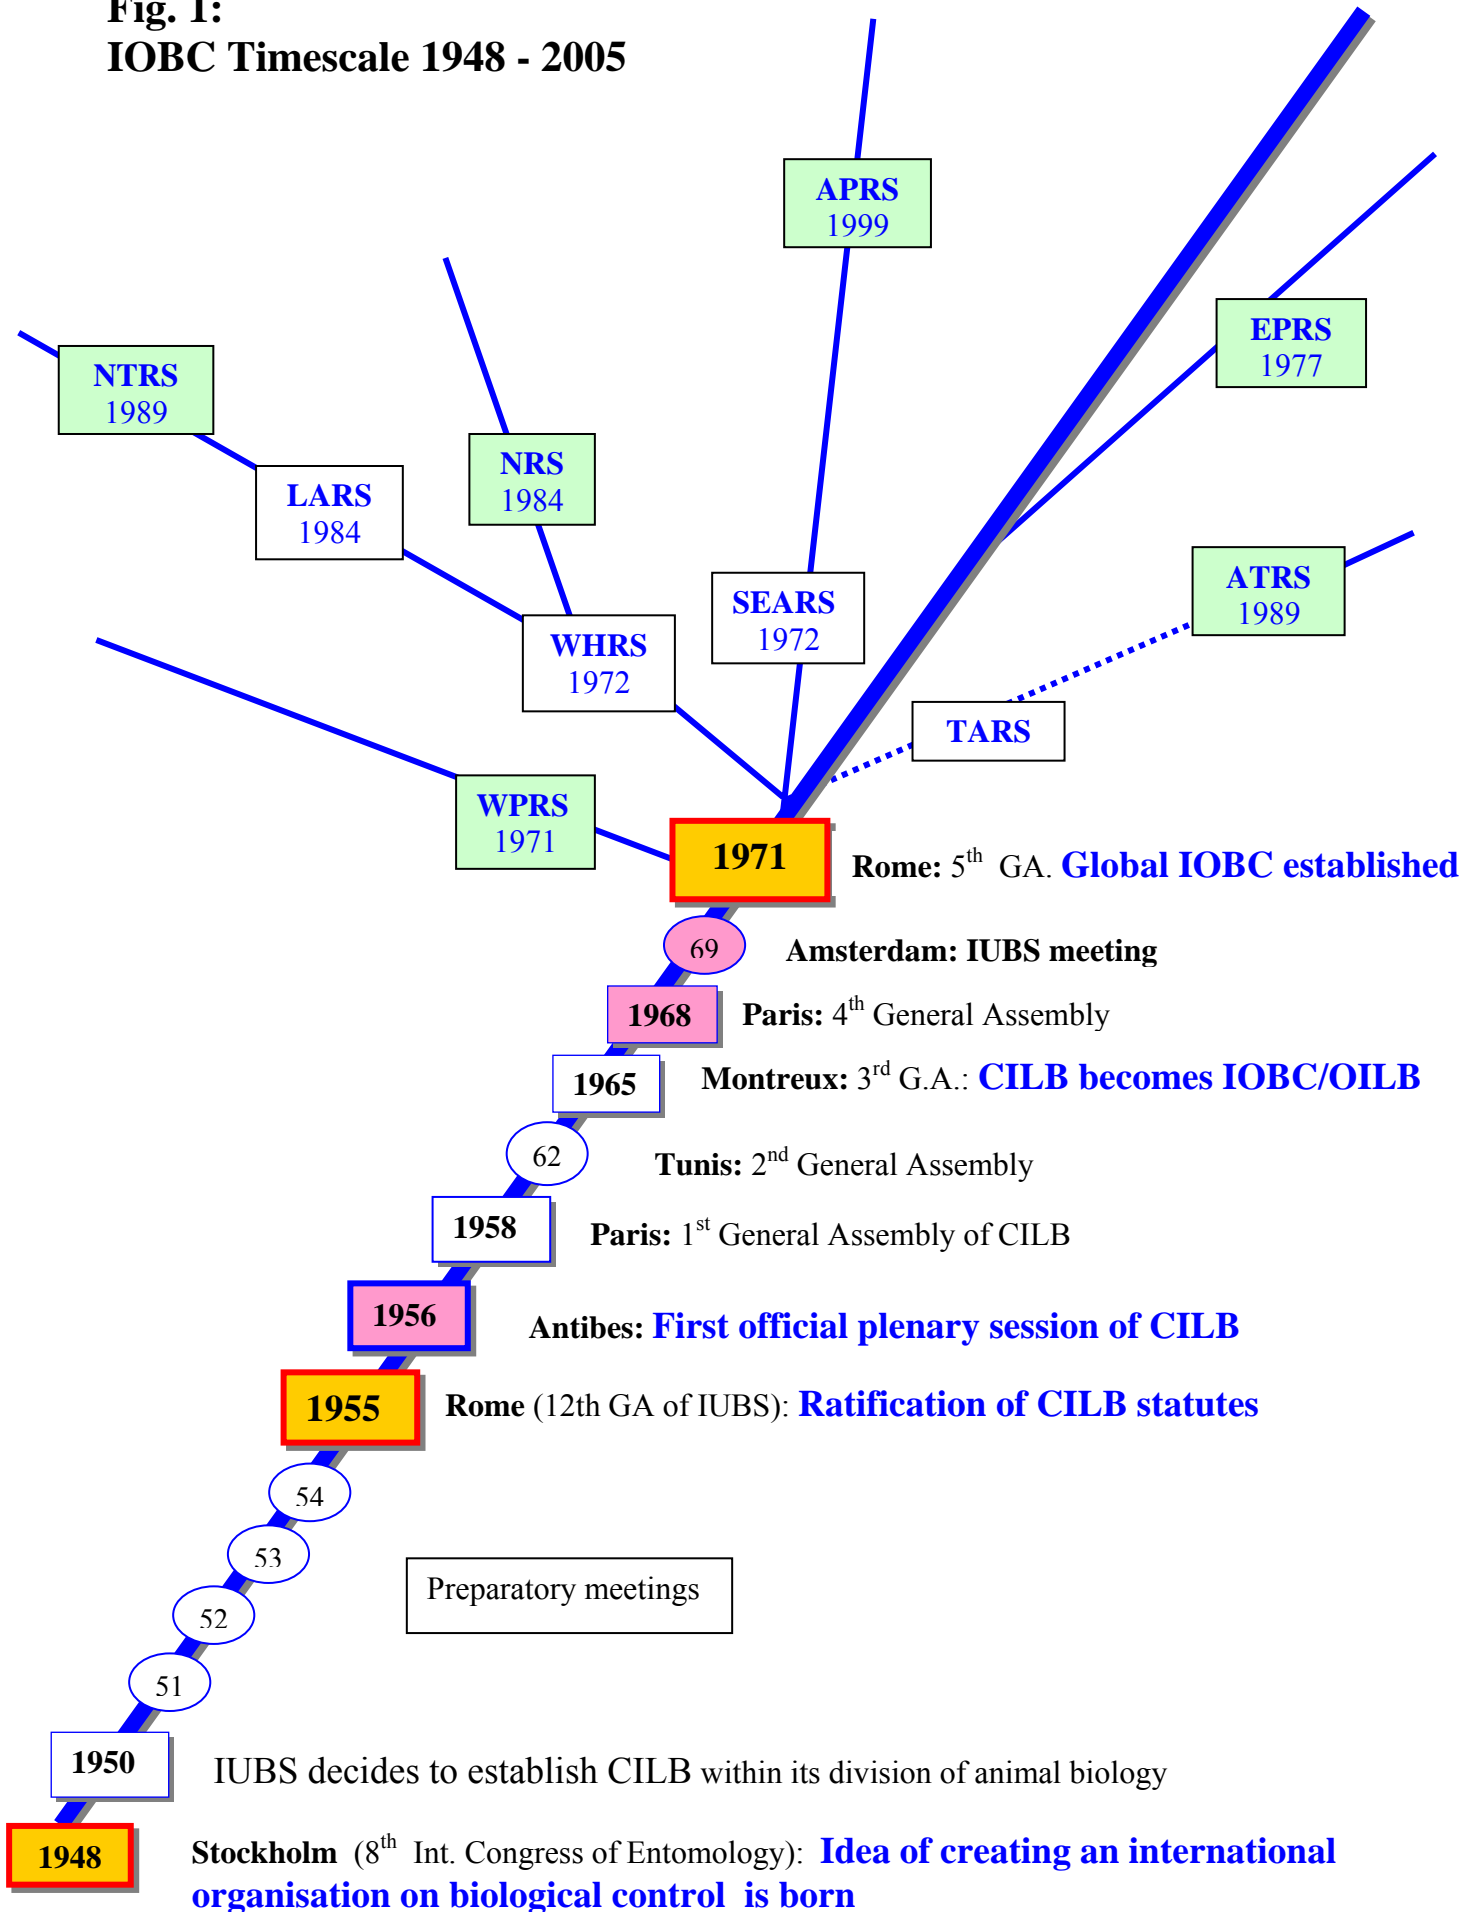 Fig. 1:
IOBC Timescale 1948 - 2005
APRS
1999
EPRS
1977
NTRS
1989
NRS
1984
LARS
1984
ATRS
1989
SEARS
1972
WHRS
1972
TARS
WPRS
1971
1971
Rome: 5th GA. Global IOBC established
69
Amsterdam: IUBS meeting
1968
Paris: 4th General Assembly
1965
Montreux: 3rd G.A.: CILB becomes IOBC/OILB
62
Tunis: 2nd General Assembly
1958
Paris: 1st General Assembly of CILB
1956
Antibes: First official plenary session of CILB
1955
Rome (12th GA of IUBS): Ratification of CILB statutes
54
53
Preparatory meetings
52
51
1950
IUBS decides to establish CILB within its division of animal biology
1948
Stockholm (8th Int. Congress of Entomology): Idea of creating an international
organisation on biological control is born